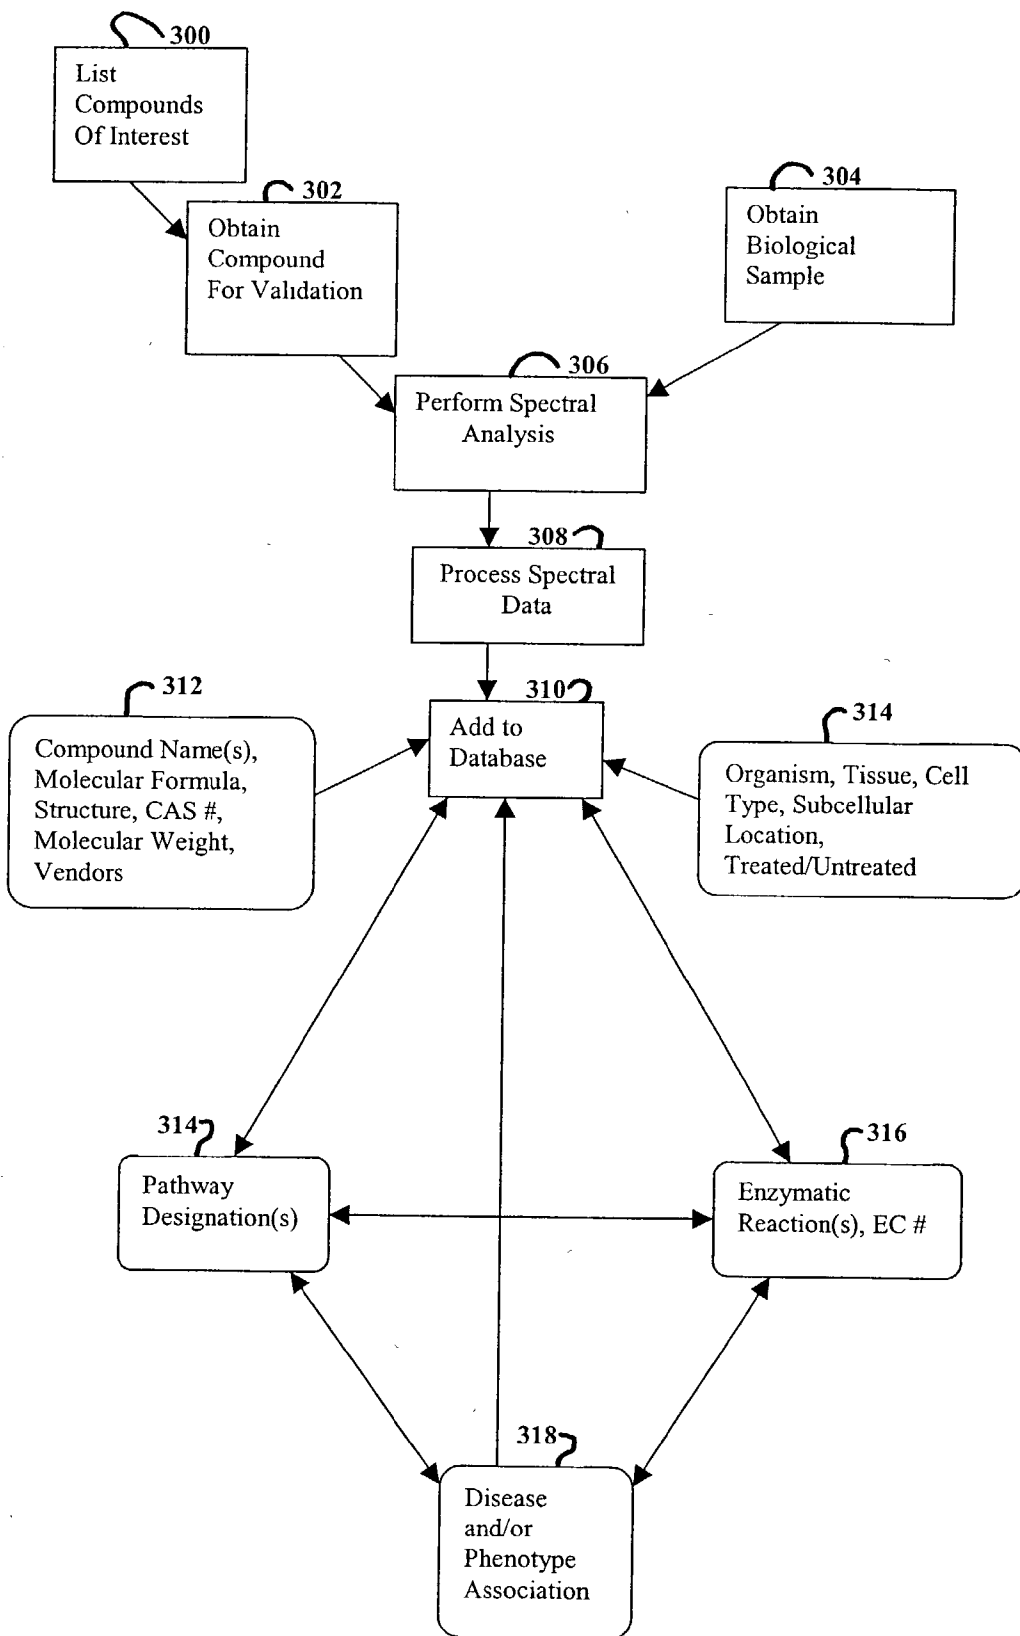 300
List
Compounds
Of Interest
302
Obtain
Compound
For Validation
304
Obtain
Biological
Sample
306
Perform Spectral
Analysis
308
Process Spectral
Data
310
Add to
Database
312
Compound Name(s),
Molecular Formula,
Structure, CAS #,
Molecular Weight,
Vendors
314
Organism, Tissue, Cell
Type, Subcellular
Location,
Treated/Untreated
314
Pathway
Designation(s)
316
Enzymatic
Reaction(s), EC #
318
Disease
and/or
Phenotype
Association